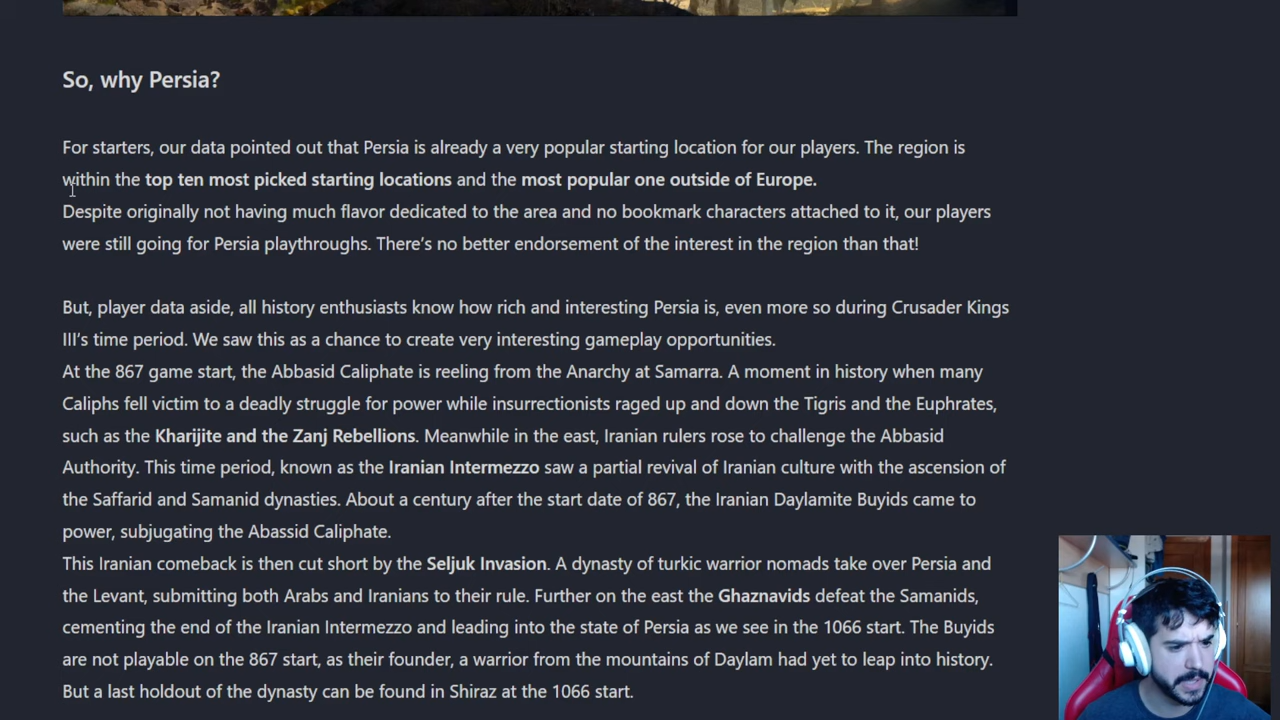 So, why Persia?
For starters, our data pointed out that Persia is already a very popular starting location for our players. The region is
within the top ten most picked starting locations and the most popular one outside of Europe.
Despite originally not having much flavor dedicated to the area and no bookmark characters attached to it, our players
were still going for Persia playthroughs. There’s no better endorsement of the interest in the region than that!
But, player data aside, all history enthusiasts know how rich and interesting Persia is, even more so during Crusader Kings
III’s time period. We saw this as a chance to create very interesting gameplay opportunities.
At the 867 game start, the Abbasid Caliphate is reeling from the Anarchy at Samarra. A moment in history when many
Caliphs fell victim to a deadly struggle for power while insurrectionists raged up and down the Tigris and the Euphrates,
such as the Kharijite and the Zanj Rebellions. Meanwhile in the east, Iranian rulers rose to challenge the Abbasid
Authority. This time period, known as the Iranian Intermezzo saw a partial revival of Iranian culture with the ascension of
the Saffarid and Samanid dynasties. About a century after the start date of 867, the Iranian Daylamite Buyids came to
power, subjugating the Abassid Caliphate.
This Iranian comeback is then cut short by the Seljuk Invasion. A dynasty of turkic warrior nomads take over Persia and
the Levant, submitting both Arabs and Iranians to their rule. Further on the east the Ghaznavids defeat the Samanids,
cementing the end of the Iranian Intermezzo and leading into the state of Persia as we see in the 1066 start. The Buyids
are not playable on the 867 start, as their founder, a warrior from the mountains of Daylam had yet to leap into history.
But a last holdout of the dynasty can be found in Shiraz at the 1066 start.